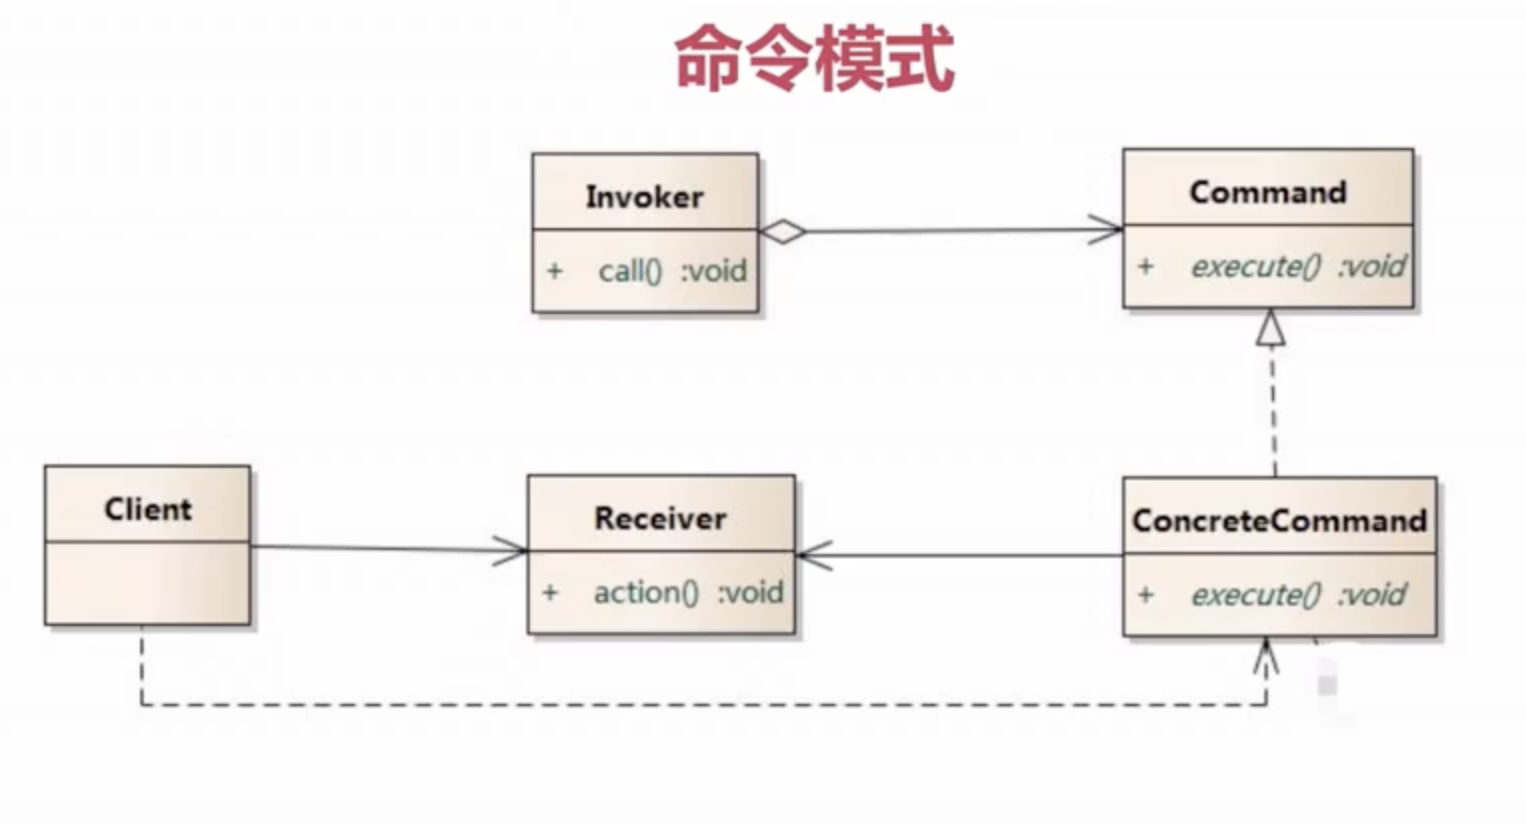 命令模式
Invoker
+ call() :void
Command
+ execute() :void
Client
Receiver
+ action() :void
ConcreteCommand
+ execute() :void